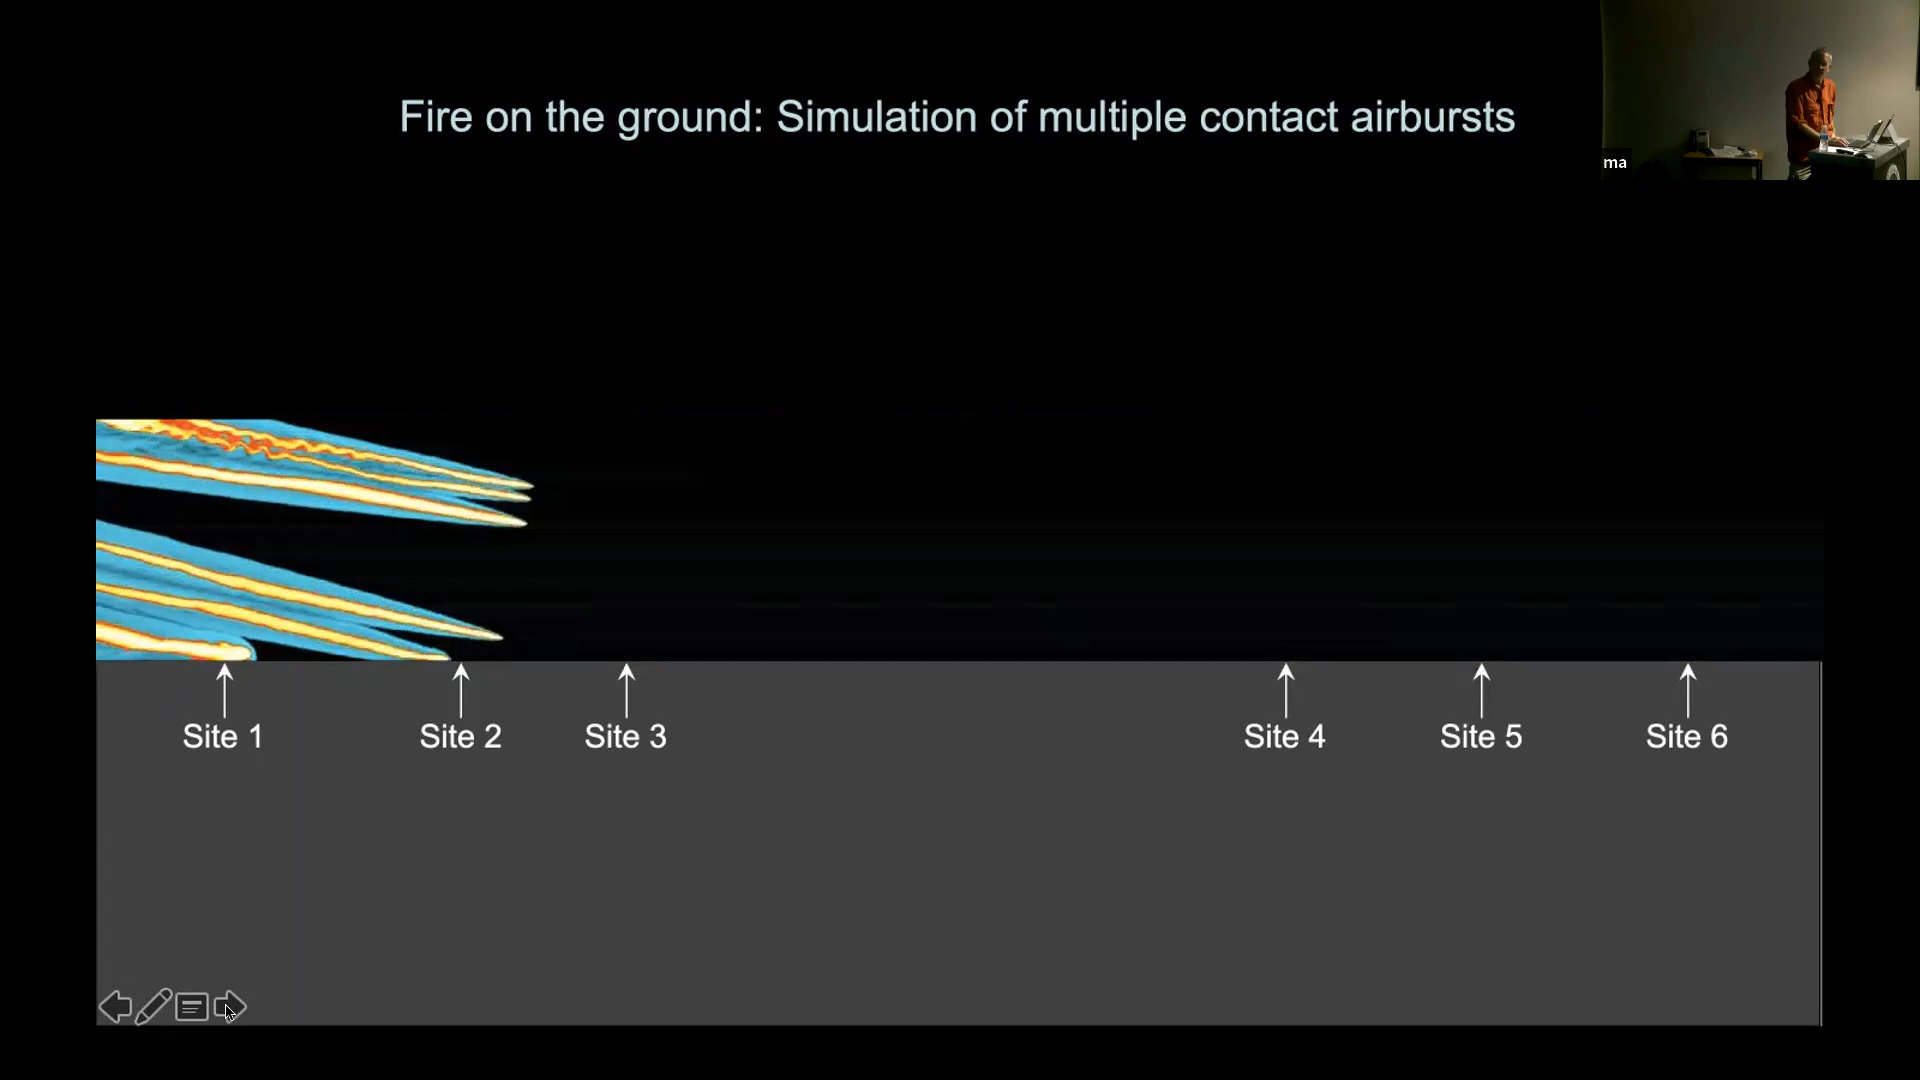 Fire on the ground: Simulation of multiple contact airbursts
ma
Site 1
Site 2
Site 3
Site 4
Site 5
Site 6